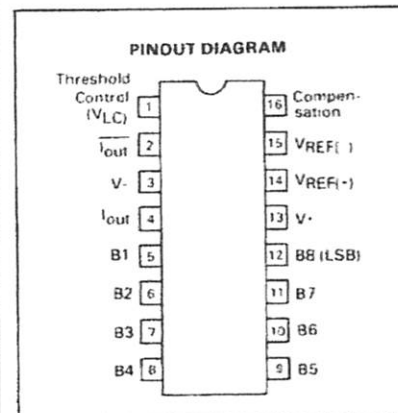 PINOUT DIAGRAM
Threshold
Control
(VLC)
1
16
Compen-
sation
Iout
2
15
VREF( )
V-
3
14
VREF(-)
Iout
4
13
V+
B1
5
12
B8 (LSB)
B2
6
11
B7
B3
7
10
B6
B4
8
9
B5